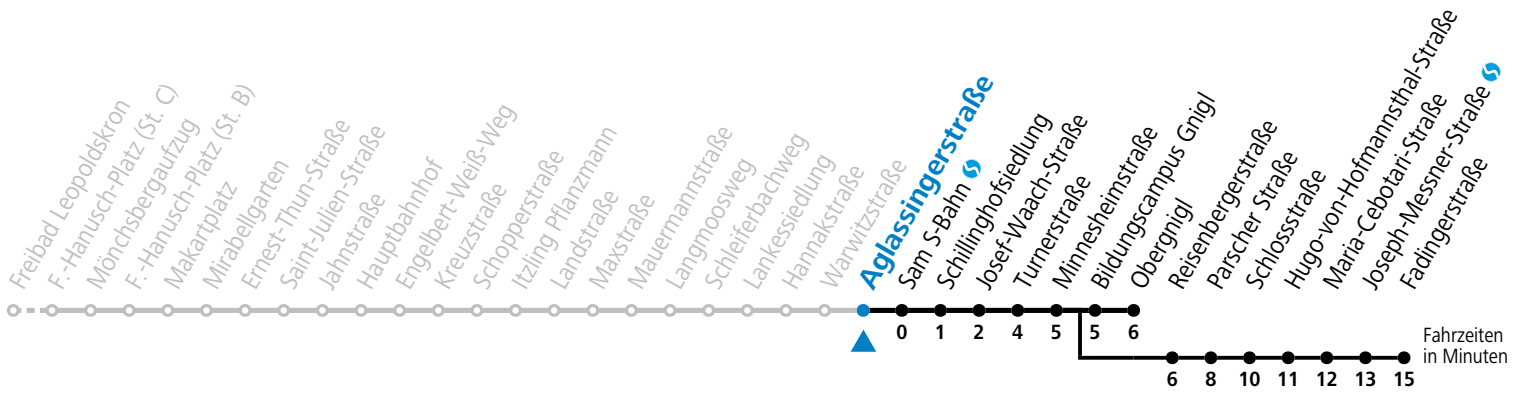 Freibad Leopoldskron
F.-Hanusch-Platz (St. C)
Mönchsbergaufzug
F.-Hanusch-Platz (St. B)
Makartplatz
Mirabellgarten
Ernest-Thun-Straße
Saint-Julien-Straße
Jahnstraße
Hauptbahnhof
Engelbert-Weiß-Weg
Kreuzstraße
Schopperstraße
Itzling Pflanzmann
Landstraße
Maxstraße
Mauermannstraße
Langmoosweg
Schleiferbachweg
Lankessiedlung
Hannakstraße
Warwitzstraße
Aglassingerstraße
Sam S-Bahn
Schillinghofsiedlung
Josef-Waach-Straße
Turnerstraße
Minnesheimstraße
Bildungscampus Gnigl
Obergnigl
Reisenbergerstraße
Parscher Straße
Schlossstraße
Hugo-von-Hofmannsthal-Straße
Maria-Cebotari-Straße
Joseph-Messner-Straße
Fadingerstraße
0 1 2 4 5 5 6
Fahrzeiten
in Minuten
6 8 10 11 12 13 15